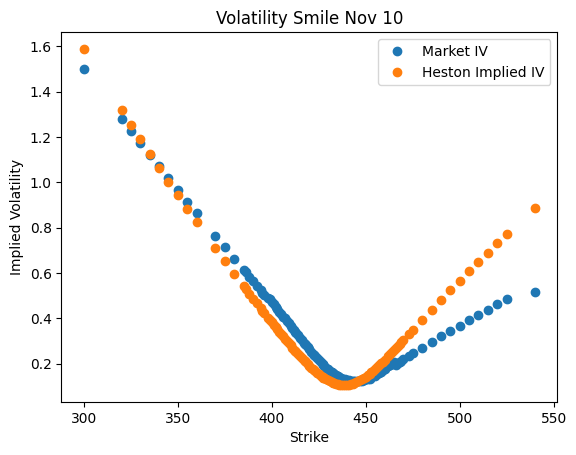 Volatility Smile Nov 10
Market IV
Heston Implied IV
Implied Volatility
1.6
1.4
1.2
1.0
0.8
0.6
0.4
0.2
300
350
400
450
500
550
Strike